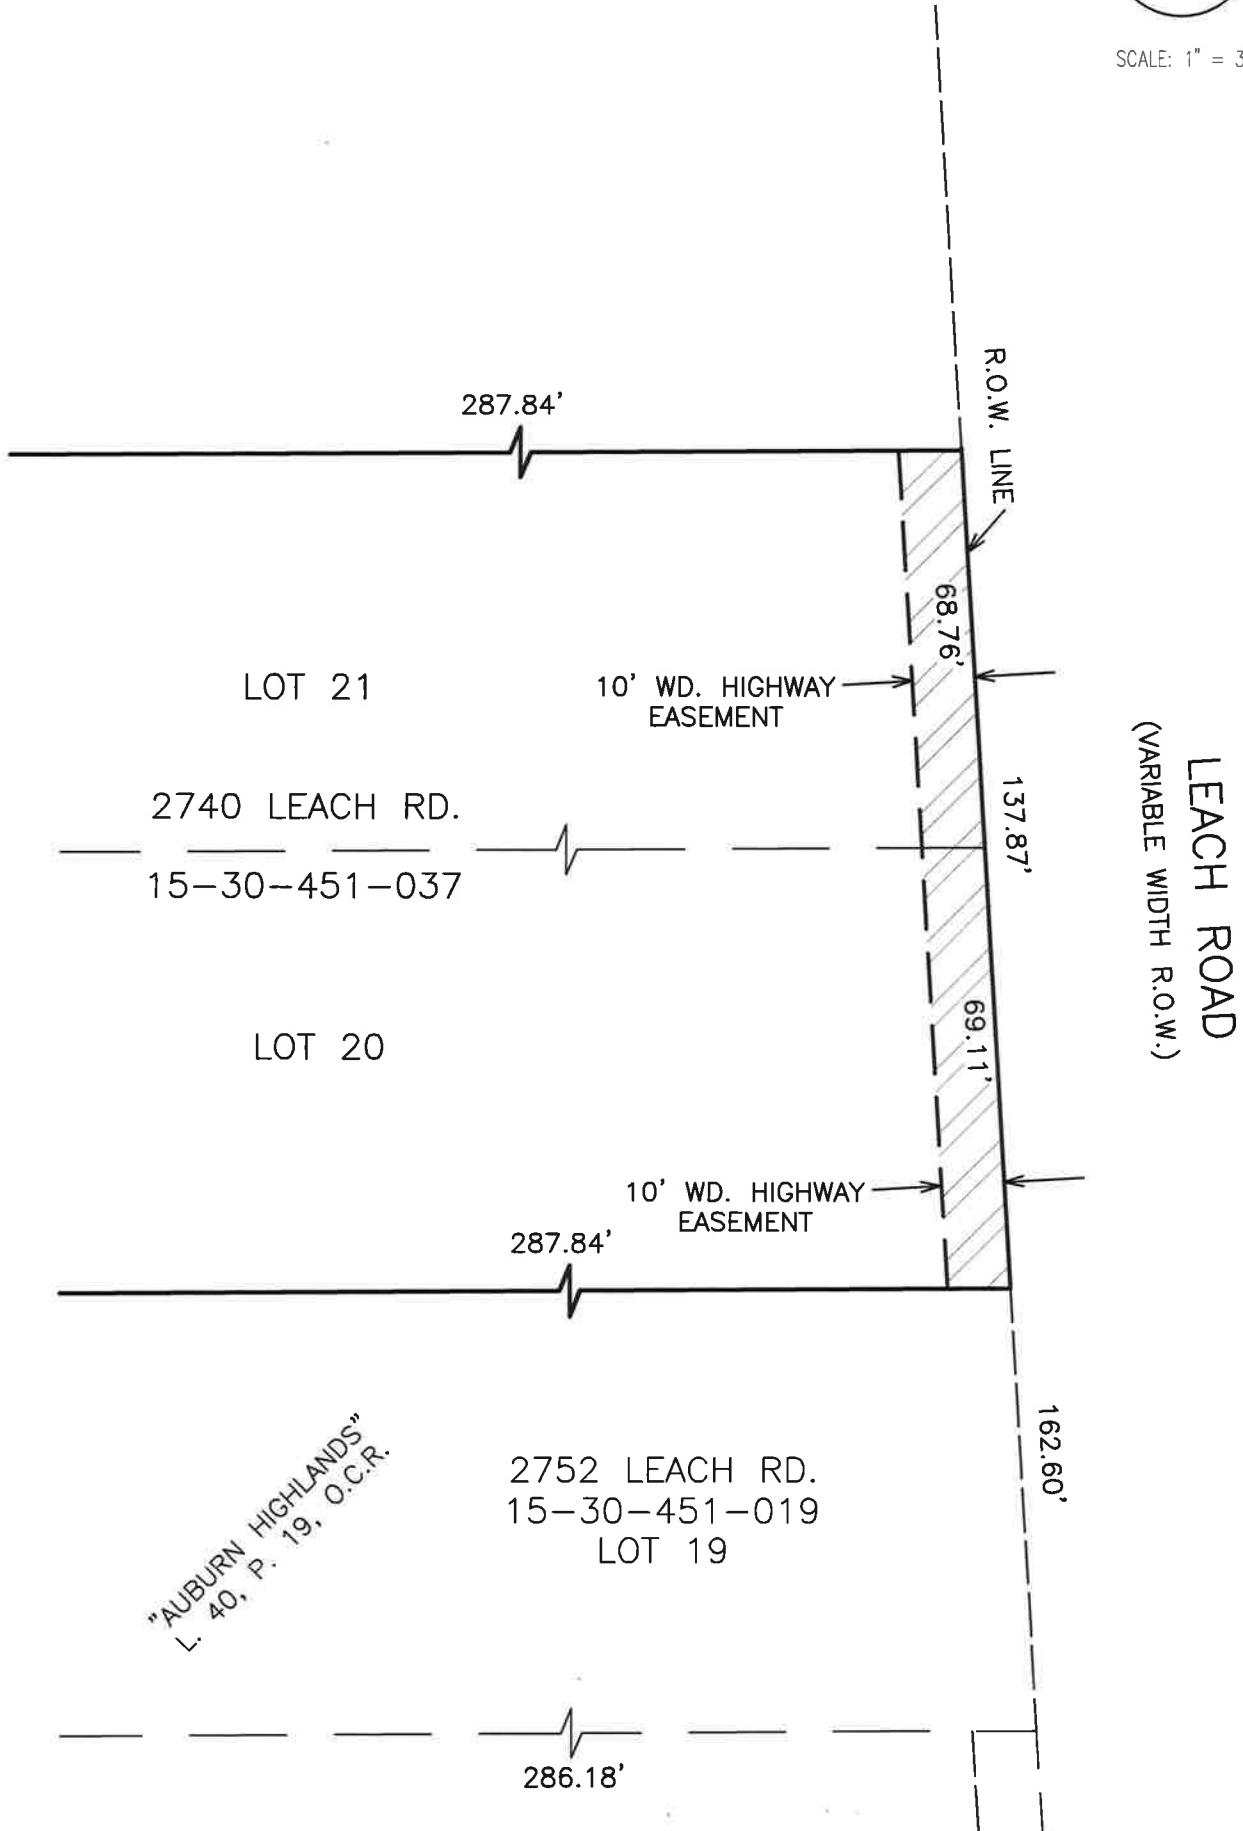 SCALE: 1" = 3
R.O.W. LINE
287.84'
68.76'
LOT 21
10' WD. HIGHWAY
EASEMENT
LEACH ROAD
(VARIABLE WIDTH R.O.W.)
137.87'
2740 LEACH RD.
15-30-451-037
LOT 20
69.11'
10' WD. HIGHWAY
EASEMENT
287.84'
162.60'
"AUBURN HIGHLANDS"
L. 40, P. 19, O.C.R.
2752 LEACH RD.
15-30-451-019
LOT 19
286.18'